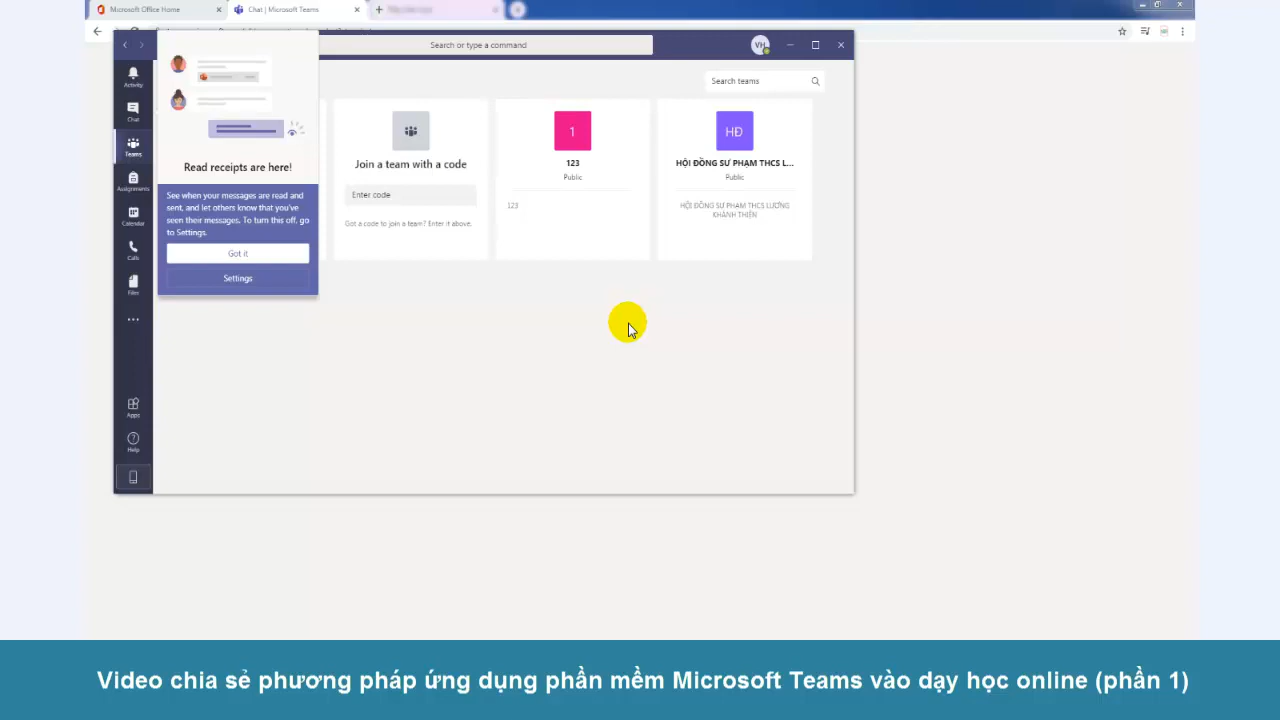 Microsoft Office Home
Chat | Microsoft Teams
Search or type a command
VH
Activity
Chat
Teams
Assignments
Calendar
Calls
Files
Apps
Help
Read receipts are here!
See when your messages are read and
sent, and let others know that you've
seen their messages. To turn this off, go
to Settings.
Got it
Settings
Search teams
Join a team with a code
Enter code
Got a code to join a team? Enter it above.
1
123
Public
123
HĐ
HỘI ĐỒNG SƯ PHẠM THCS L...
Public
HỘI ĐỒNG SƯ PHẠM THCS LƯƠNG
KHÁNH THIỆN
Video chia sẻ phương pháp ứng dụng phần mềm Microsoft Teams vào dạy học online (phần 1)